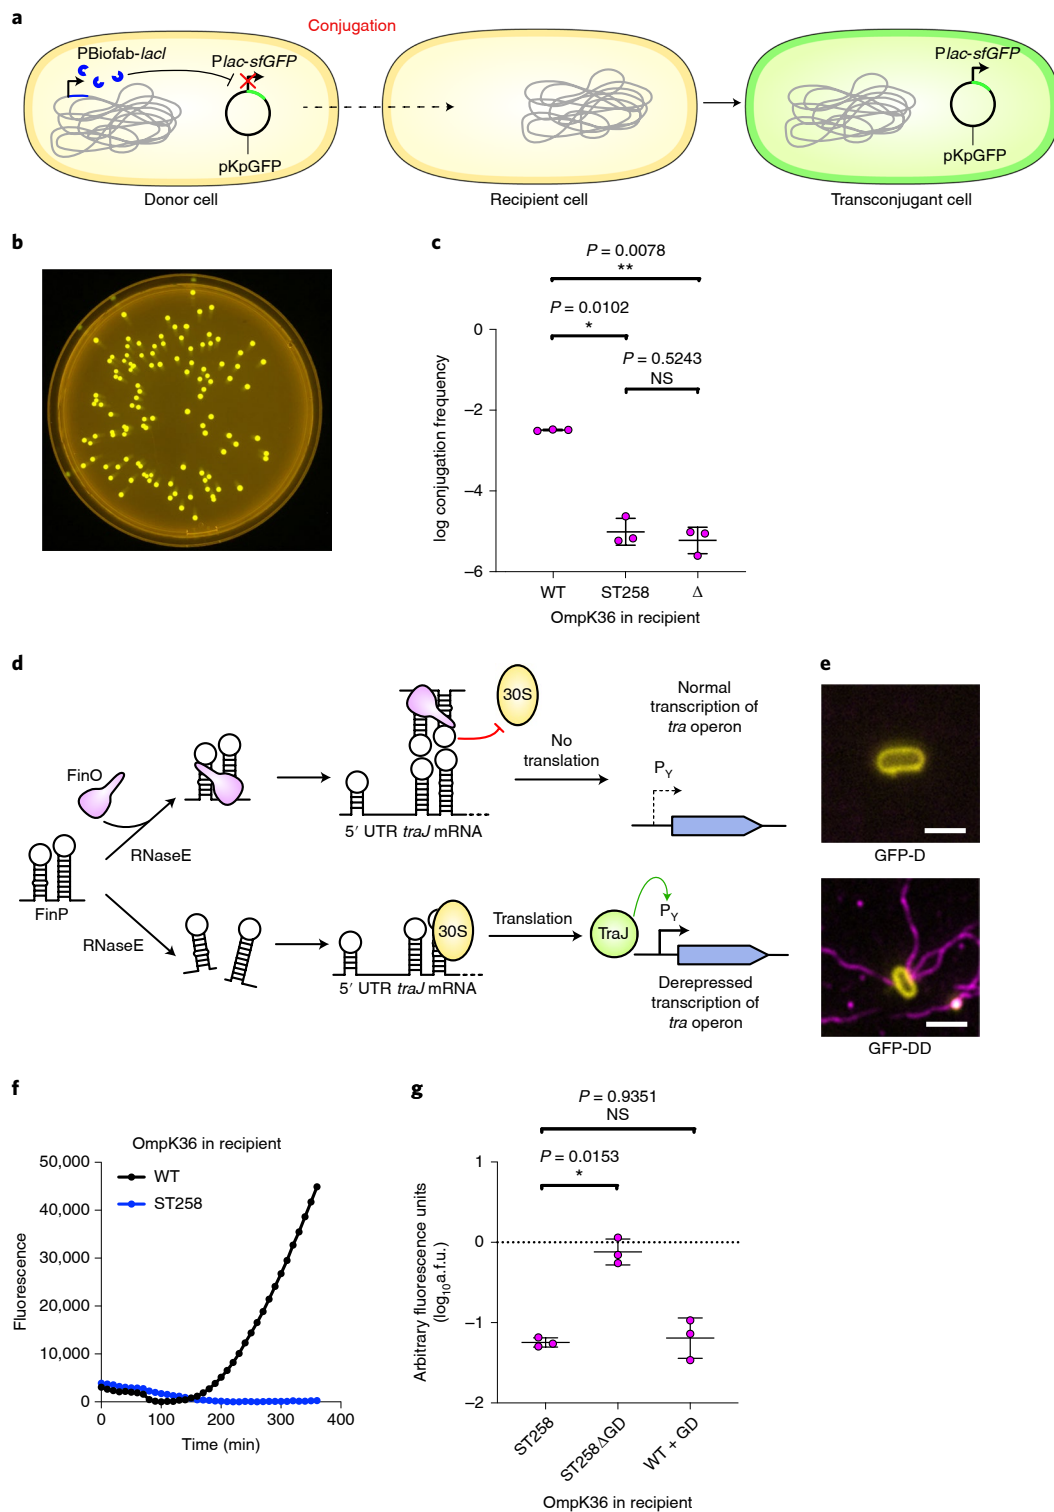 a
Conjugation
PBiofab-lacI
Plac-sfGFP
pKpGFP
Donor cell
Recipient cell
Plac-sfGFP
pKpGFP
Transconjugant cell
b
c
P = 0.0078
**
P = 0.0102
*
P = 0.5243
NS
log conjugation frequency
0
–2
–4
–6
WT
ST258
Δ
OmpK36 in recipient
d
FinO
RNaseE
FinP
RNaseE
30S
5′ UTR traJ mRNA
No
translation
Normal
transcription of
tra operon
PY
30S
5′ UTR traJ mRNA
Translation
TraJ
PY
Derepressed
transcription of
tra operon
e
GFP-D
GFP-DD
f
OmpK36 in recipient
WT
ST258
Fluorescence
50,000
40,000
30,000
20,000
10,000
0
0
100
200
300
400
Time (min)
g
P = 0.9351
NS
P = 0.0153
*
Arbitrary fluorescence units
(log10a.f.u.)
1
0
–1
–2
ST258
ST258ΔGD
WT + GD
OmpK36 in recipient